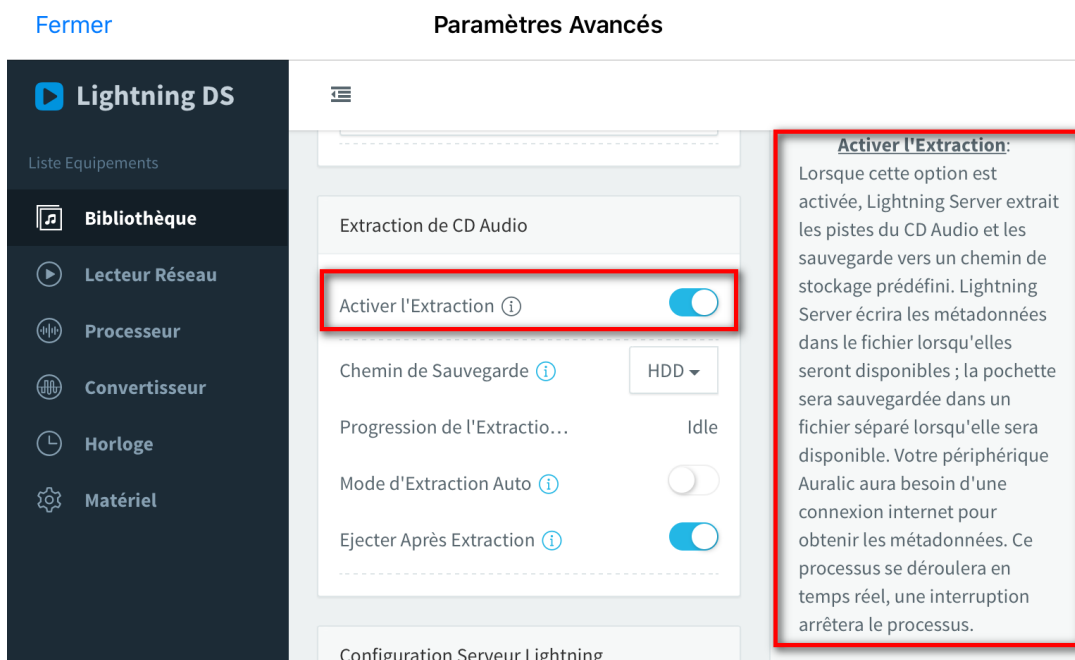 Fermer
Paramètres Avancés
Lightning DS
Liste Equipements
Bibliothèque
Lecteur Réseau
Processeur
Convertisseur
Horloge
Matériel
Extraction de CD Audio
Activer l'Extraction
Chemin de Sauvegarde
HDD
Progression de l'Extractio...
Idle
Mode d'Extraction Auto
Ejecter Après Extraction
Configuration Serveur Lightning
Activer l'Extraction:
Lorsque cette option est
activée, Lightning Server extrait
les pistes du CD Audio et les
sauvegarde vers un chemin de
stockage prédéfini. Lightning
Server écrira les métadonnées
dans le fichier lorsqu'elles
seront disponibles ; la pochette
sera sauvegardée dans un
fichier séparé lorsqu'elle sera
disponible. Votre périphérique
Auralic aura besoin d'une
connexion internet pour
obtenir les métadonnées. Ce
processus se déroulera en
temps réel, une interruption
arrêtera le processus.